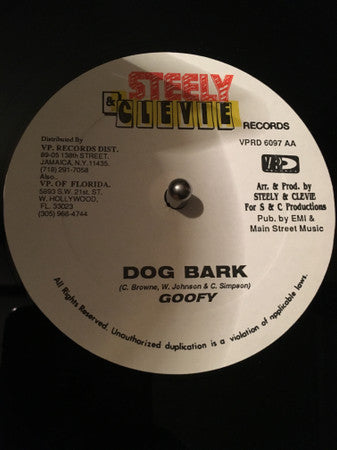 STEELY
& CLEVIE
RECORDS
Distributed By
VP. RECORDS DIST.
89-05 138th STREET.
JAMAICA, N.Y. 11435.
(718) 291-7058
Also.
VP. OF FLORIDA.
5893 S.W. 21st. ST.
W. HOLLYWOOD,
FL. 33023
(305) 966-4744
VPRD 6097 AA
Arr. & Prod. by
STEELY & CLEVIE
For S & C Productions
Pub. by EMI &
Main Street Music
DOG BARK
(C. Browne, W. Johnson & C. Simpson)
GOOFY
All Rights Reserved. Unauthorized duplication is a violation of applicable laws.